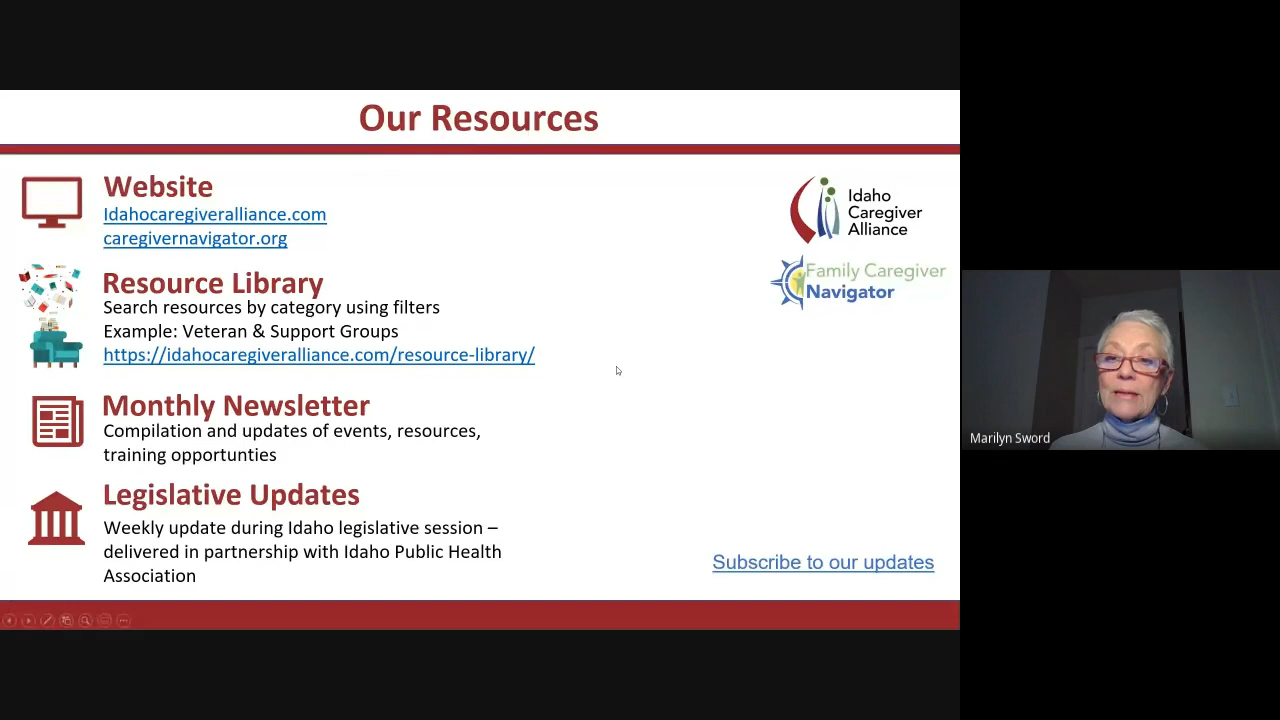 Our Resources
Website
Idahocaregiveralliance.com
caregivernavigator.org
Idaho
Caregiver
Alliance
Family Caregiver
Navigator
Resource Library
Search resources by category using filters
Example: Veteran & Support Groups
https://idahocaregiveralliance.com/resource-library/
Monthly Newsletter
Compilation and updates of events, resources,
training opportunties
Legislative Updates
Weekly update during Idaho legislative session –
delivered in partnership with Idaho Public Health
Association
Subscribe to our updates
Marilyn Sword